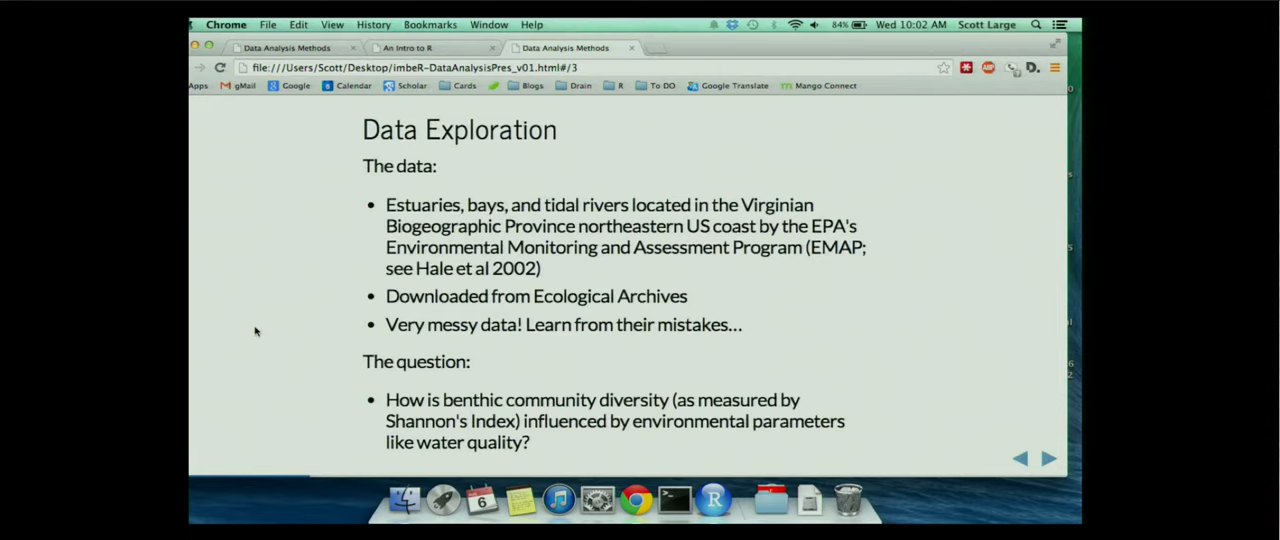 Chrome File Edit View History Bookmarks Window Help 84% Wed 10:02 AM Scott Large
Data Analysis Methods An Intro to R Data Analysis Methods
file:///Users/Scott/Desktop/imbeR-DataAnalysisPres_v01.html#/3
Apps gMail Google Calendar Scholar Cards Blogs Drain R To DO Google Translate Mango Connect
Data Exploration
The data:
• Estuaries, bays, and tidal rivers located in the Virginian
Biogeographic Province northeastern US coast by the EPA's
Environmental Monitoring and Assessment Program (EMAP;
see Hale et al 2002)
• Downloaded from Ecological Archives
• Very messy data! Learn from their mistakes...
The question:
• How is benthic community diversity (as measured by
Shannon's Index) influenced by environmental parameters
like water quality?
6
R